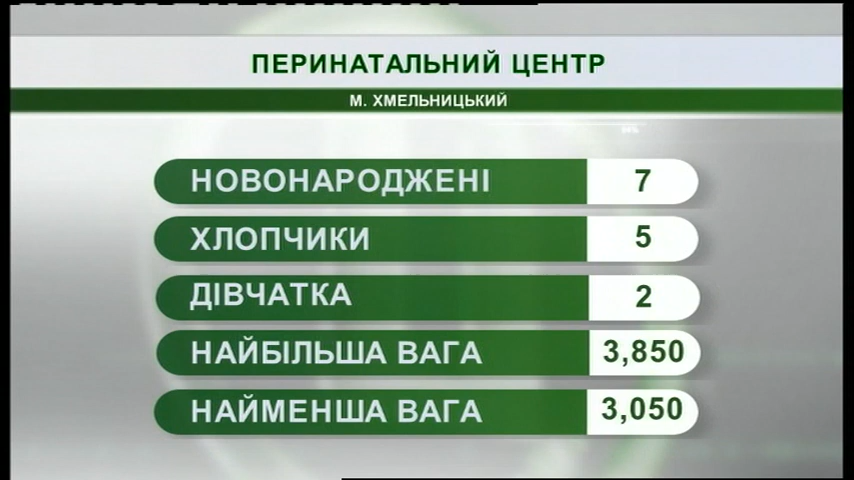 ПЕРИНАТАЛЬНИЙ ЦЕНТР
М. ХМЕЛЬНИЦЬКИЙ
НОВОНАРОДЖЕНІ 7
ХЛОПЧИКИ 5
ДІВЧАТКА 2
НАЙБІЛЬША ВАГА 3,850
НАЙМЕНША ВАГА 3,050